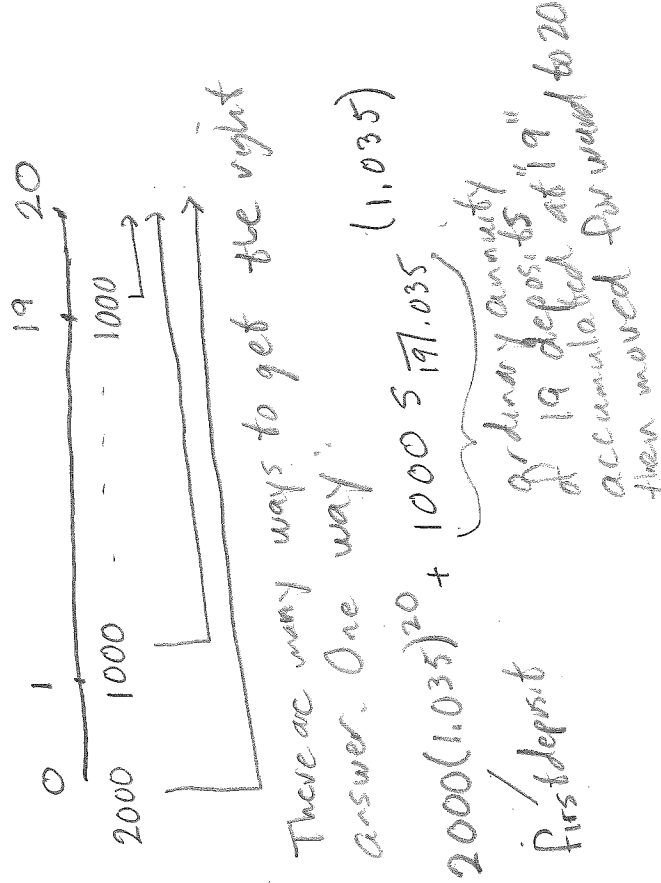 0 1 19 20
2000 1000 - - - - 1000
There are many ways to get the right
answer. One way:
2000(1.035)^20 + 1000 s 19|.035 (1.035)
first deposit
ordinary annuity
of 19 deposits
accumulated at "19"
then moved forward to 20